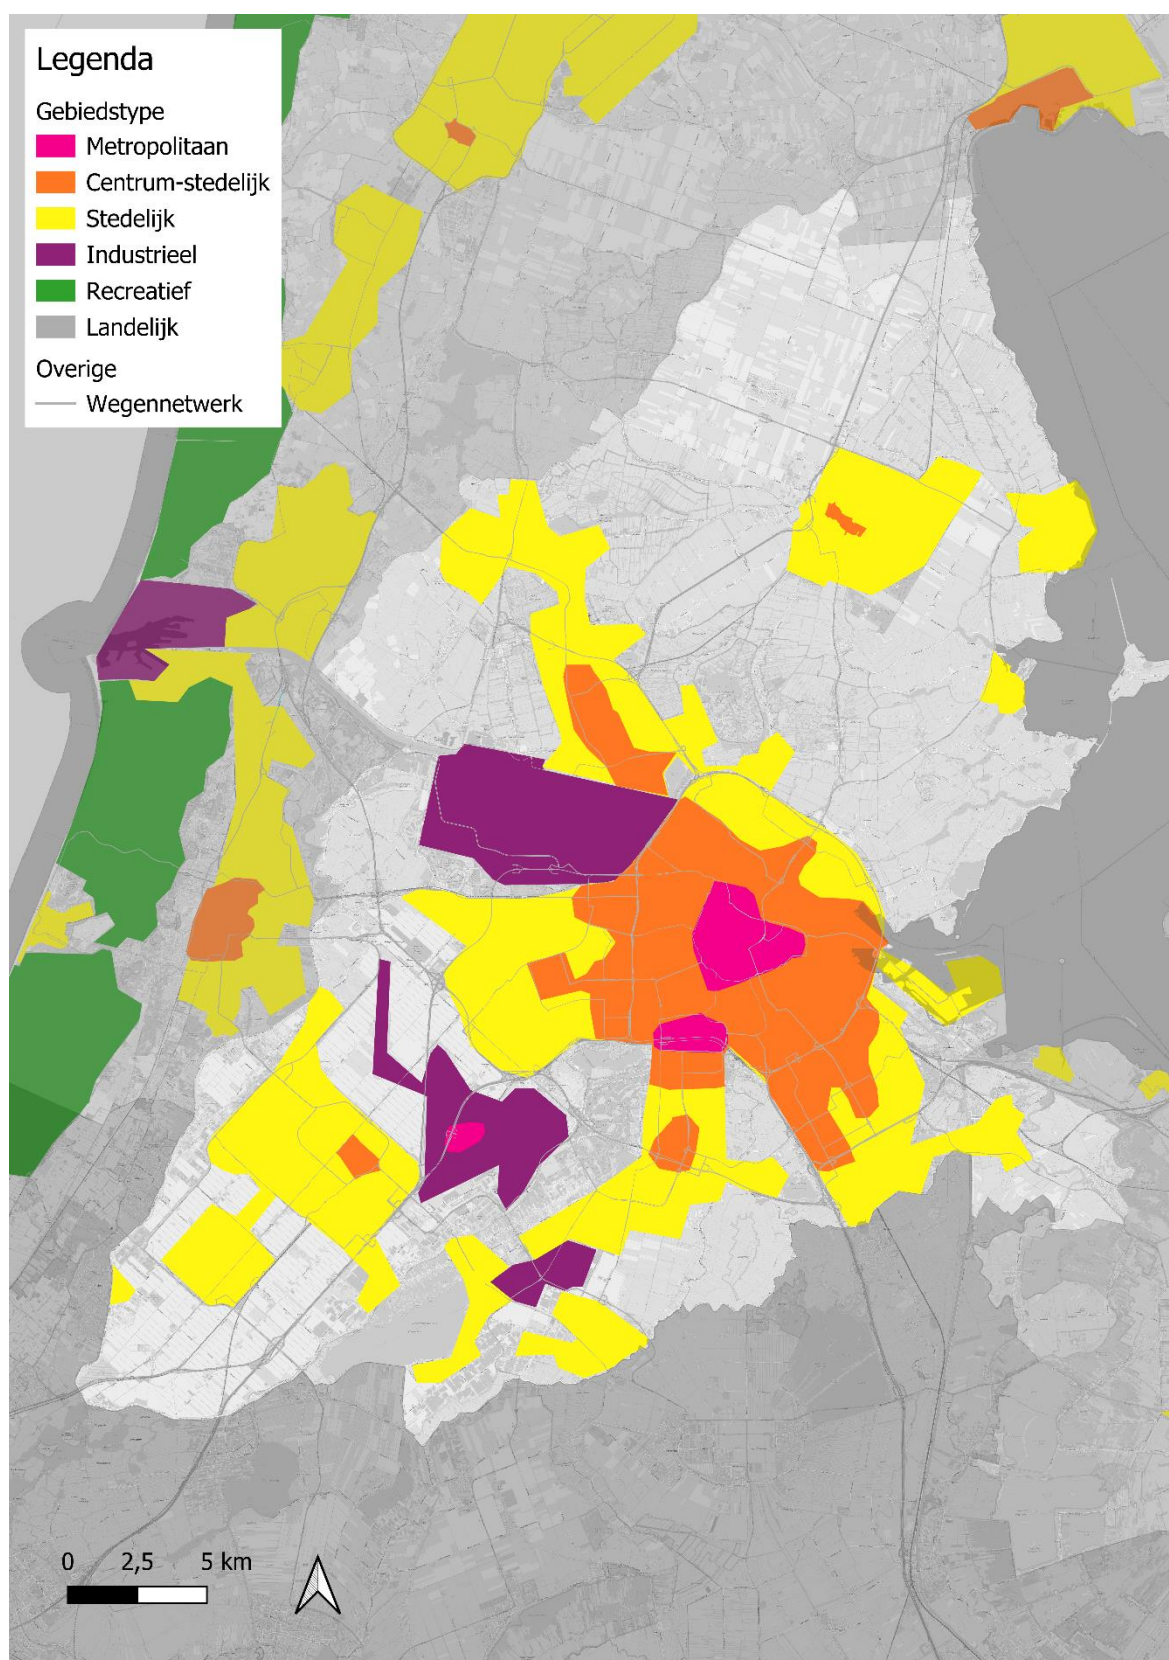 Legenda
Gebiedstype
Metropolitaan
Centrum-stedelijk
Stedelijk
Industrieel
Recreatief
Landelijk
Overige
Wegennetwerk
0 2,5 5 km